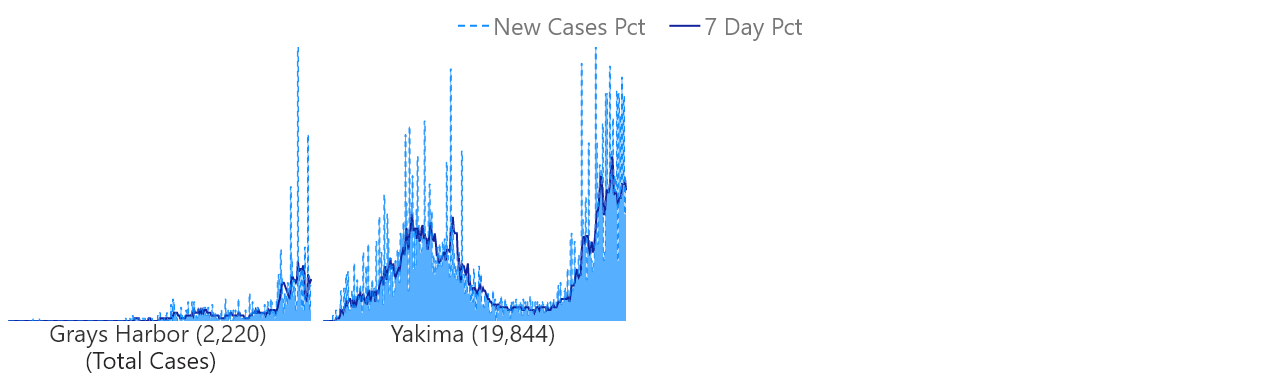 New Cases Pct 7 Day Pct
Grays Harbor (2,220) Yakima (19,844)
(Total Cases)